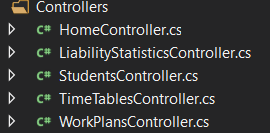 Controllers
C# HomeController.cs
C# LiabilityStatisticsController.cs
C# StudentsController.cs
C# TimeTablesController.cs
C# WorkPlansController.cs